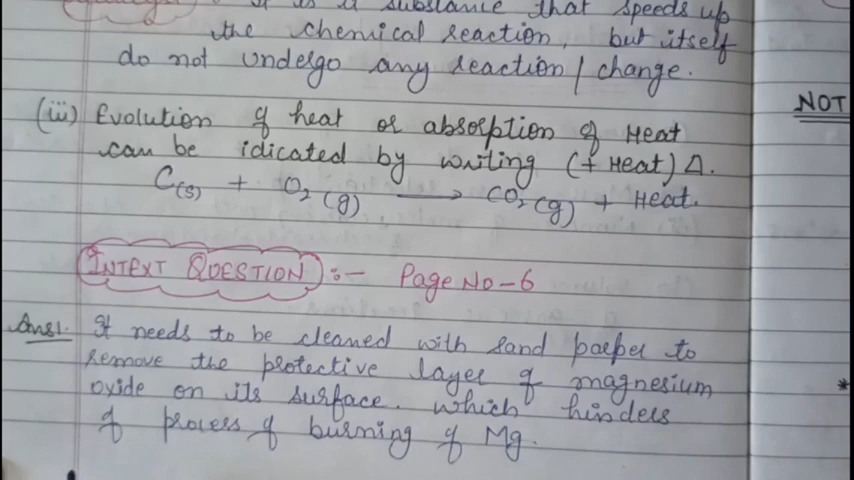 It is a substance that speeds up
the chemical reaction, but itself
do not undergo any reaction / change.
NOT
(iii) Evolution of heat or absorption of Heat
can be idicated by writing (+ Heat) Δ.
C(s) + O₂ (g) ⟶ CO₂ (g) + Heat.
INTEXT QUESTION :- Page No-6
Ans1. It needs to be cleaned with sand paeper to
remove the protective layer of magnesium
oxide on its surface. which hinders *
of process of burning of Mg.